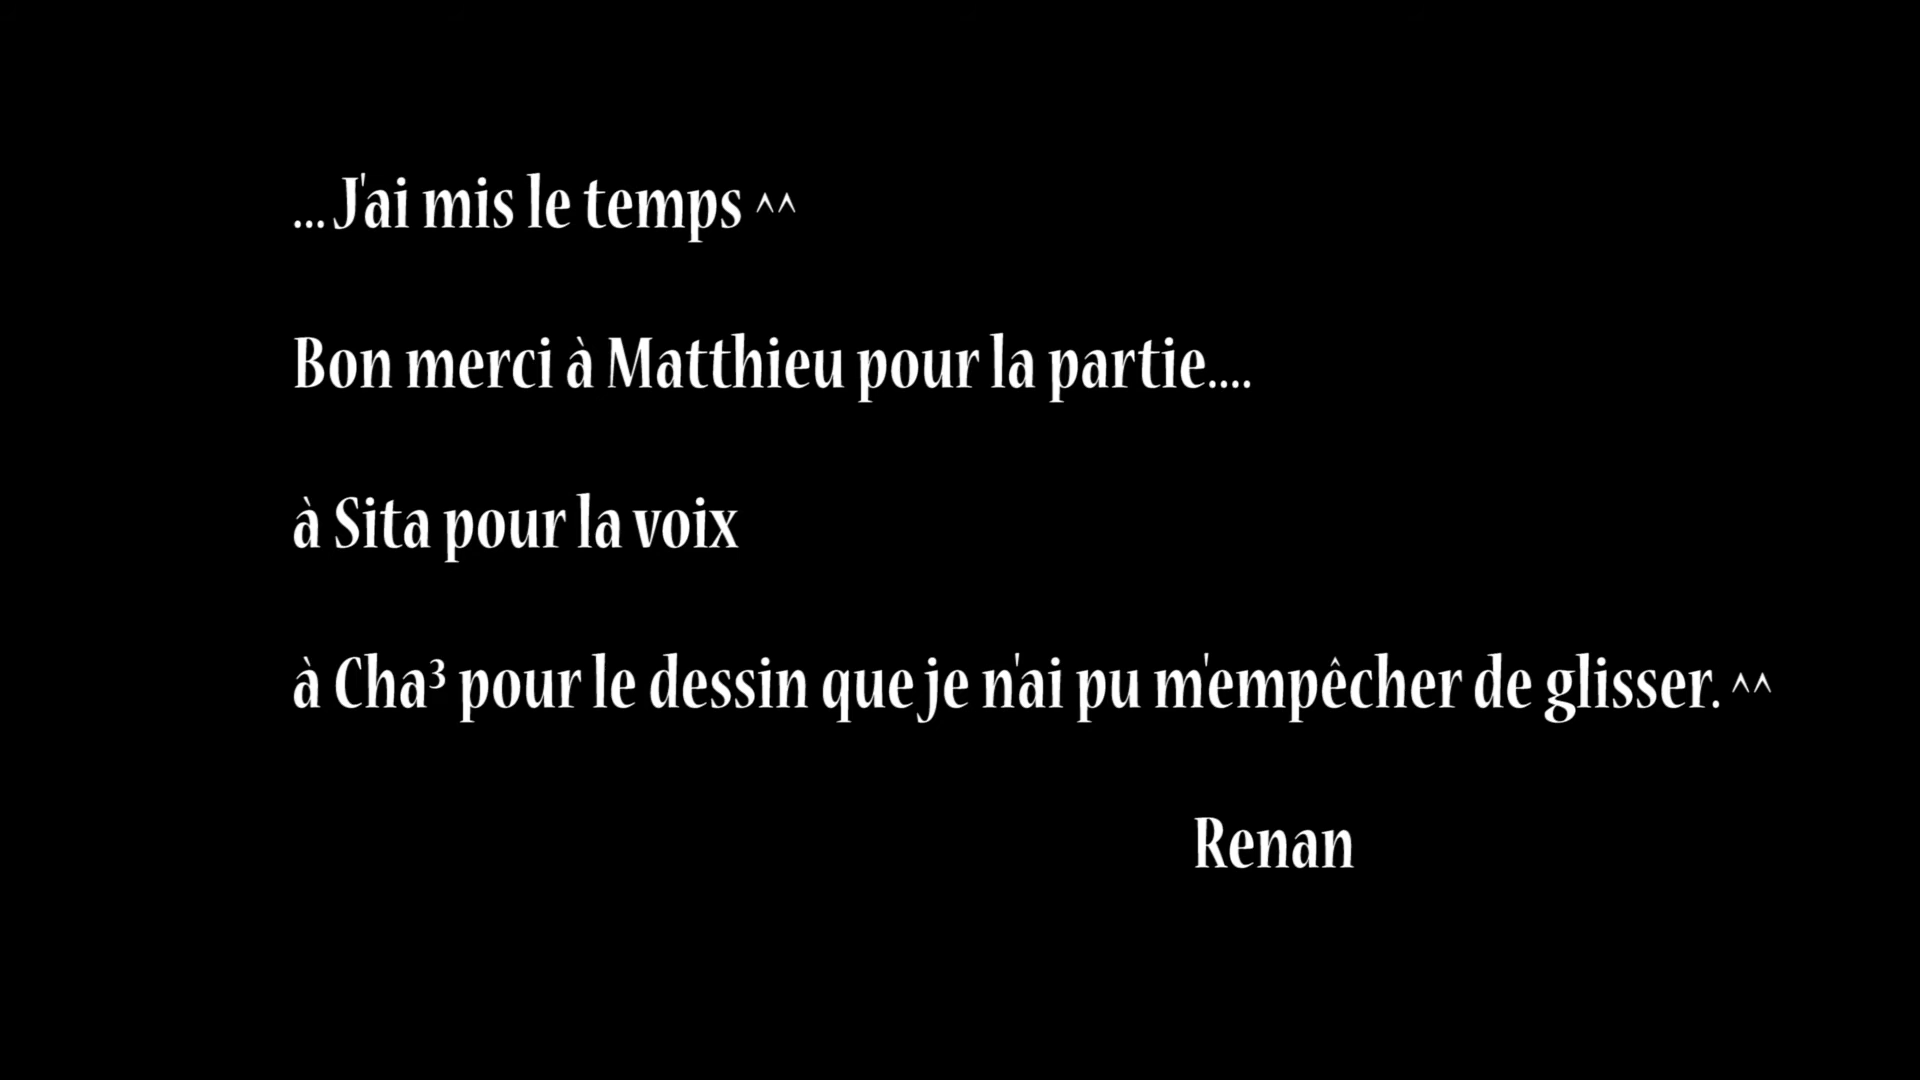 ... J'ai mis le temps ^^
Bon merci à Matthieu pour la partie....
à Sita pour la voix
à Cha³ pour le dessin que je n'ai pu m'empêcher de glisser. ^^
Renan